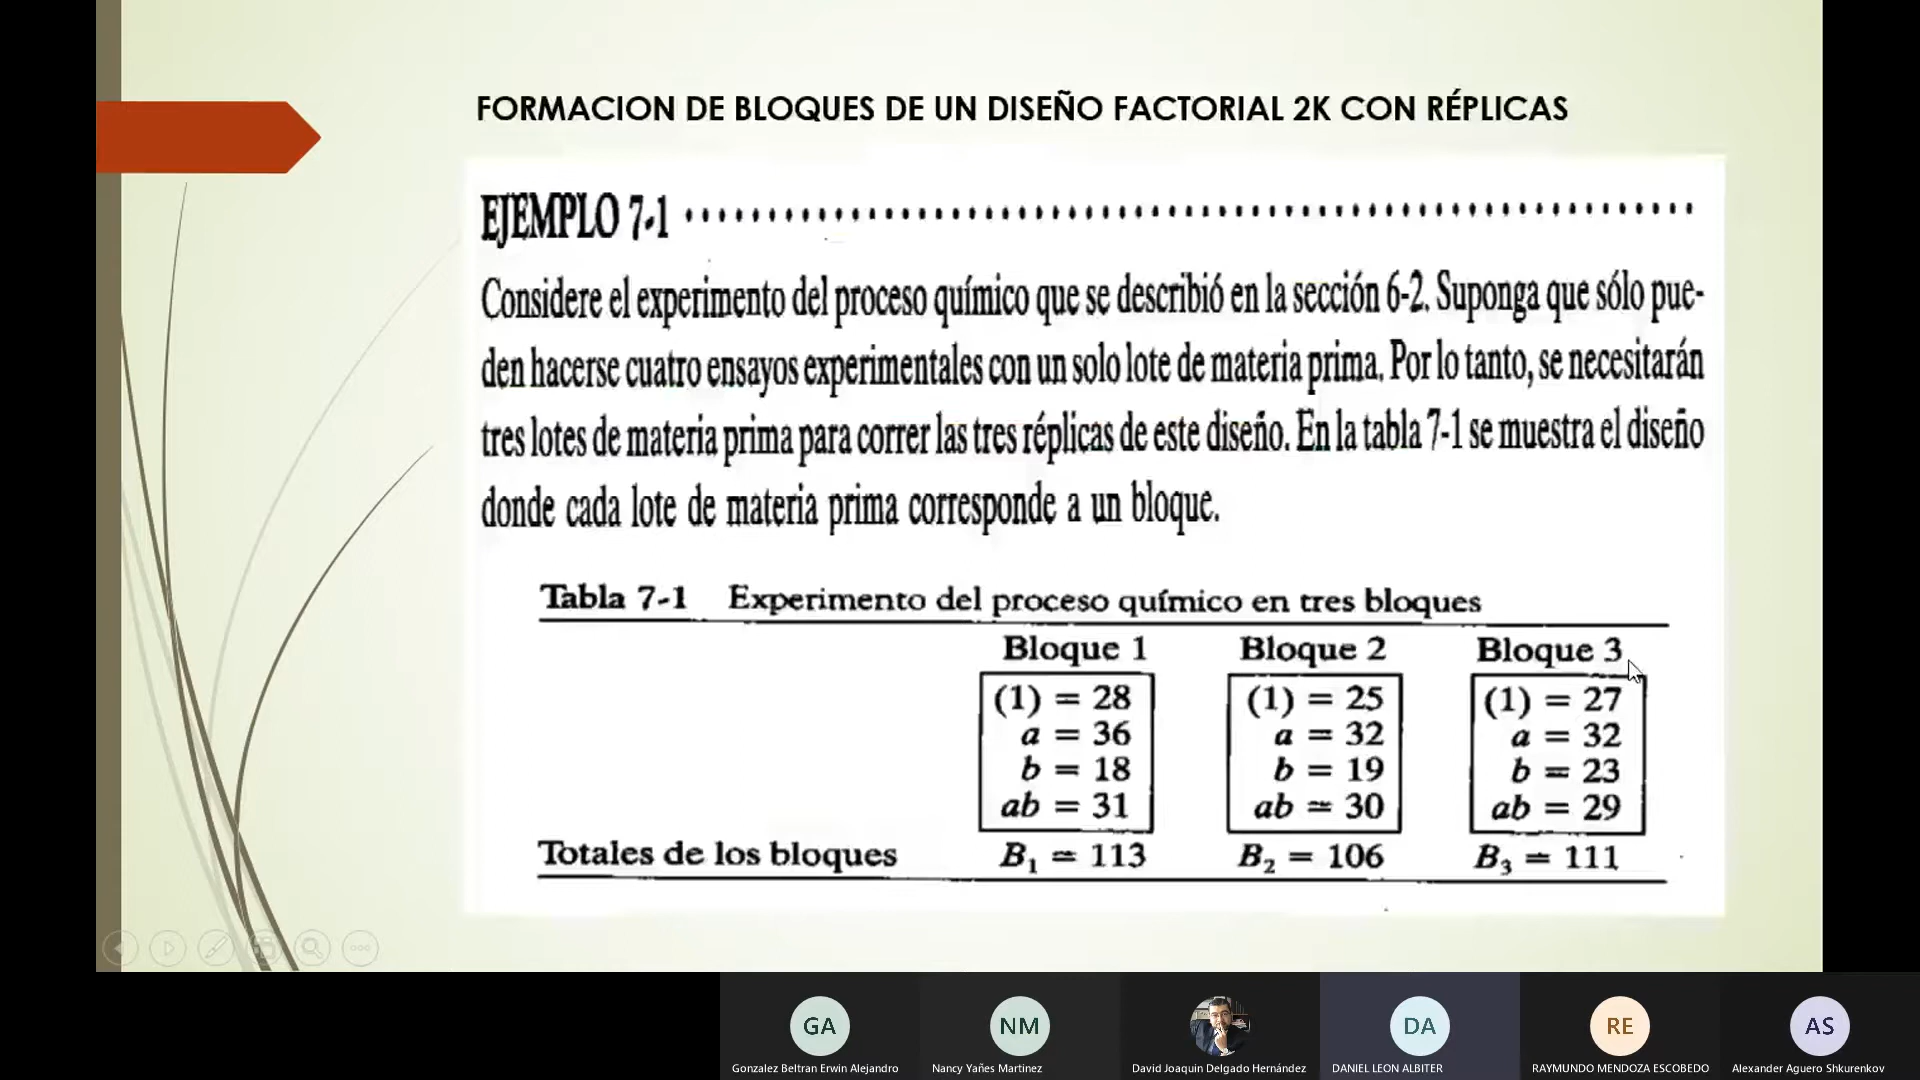 FORMACION DE BLOQUES DE UN DISEÑO FACTORIAL 2K CON RÉPLICAS
EJEMPLO 7-1
Considere el experimento del proceso químico que se describió en la sección 6-2. Suponga que sólo pue-
den hacerse cuatro ensayos experimentales con un solo lote de materia prima. Por lo tanto, se necesitarán
tres lotes de materia prima para correr las tres réplicas de este diseño. En la tabla 7-1 se muestra el diseño
donde cada lote de materia prima corresponde a un bloque.
Tabla 7-1 Experimento del proceso químico en tres bloques
Bloque 1 Bloque 2 Bloque 3
(1) = 28 (1) = 25 (1) = 27
a = 36 a = 32 a = 32
b = 18 b = 19 b = 23
ab = 31 ab = 30 ab = 29
Totales de los bloques B₁ = 113 B₂ = 106 B₃ = 111
GA NM DA RE AS
Gonzalez Beltran Erwin Alejandro Nancy Yañes Martinez David Joaquin Delgado Hernández DANIEL LEON ALBITER RAYMUNDO MENDOZA ESCOBEDO Alexander Aguero Shkurenkov